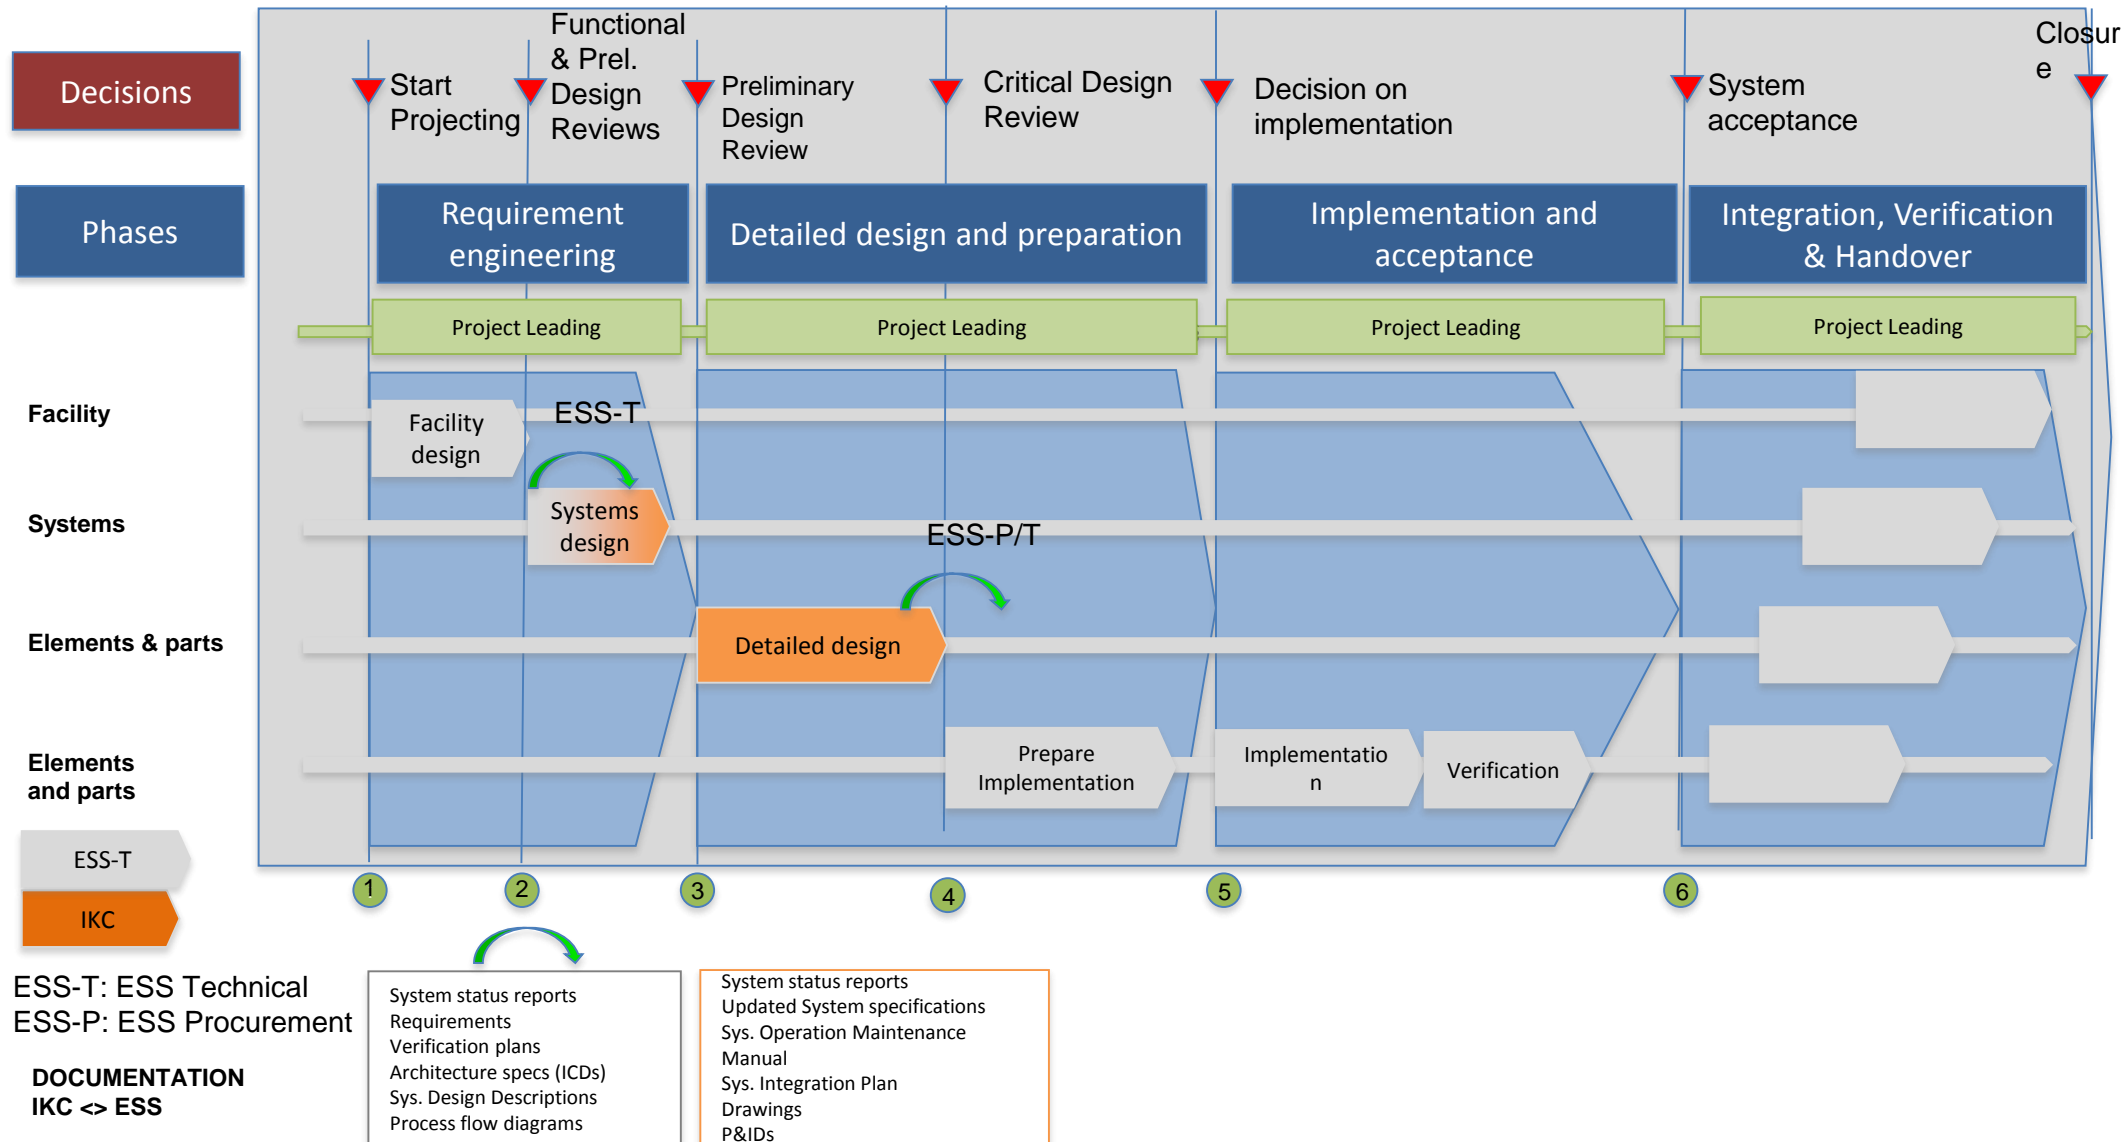 Decisions
Start
Projecting
Functional
& Prel.
Design
Reviews
Preliminary
Design
Review
Critical Design
Review
Decision on
implementation
System
acceptance
Closur
e
Phases
Requirement
engineering
Detailed design and preparation
Implementation and
acceptance
Integration, Verification
& Handover
Project Leading
Project Leading
Project Leading
Project Leading
Facility
Facility
design
ESS-T
Systems
Systems
design
ESS-P/T
Elements & parts
Detailed design
Elements
and parts
Prepare
Implementation
Implementatio
n
Verification
ESS-T
IKC
1
2
3
4
5
6
ESS-T: ESS Technical
ESS-P: ESS Procurement
DOCUMENTATION
IKC <> ESS
System status reports
Requirements
Verification plans
Architecture specs (ICDs)
Sys. Design Descriptions
Process flow diagrams
System status reports
Updated System specifications
Sys. Operation Maintenance
Manual
Sys. Integration Plan
Drawings
P&IDs